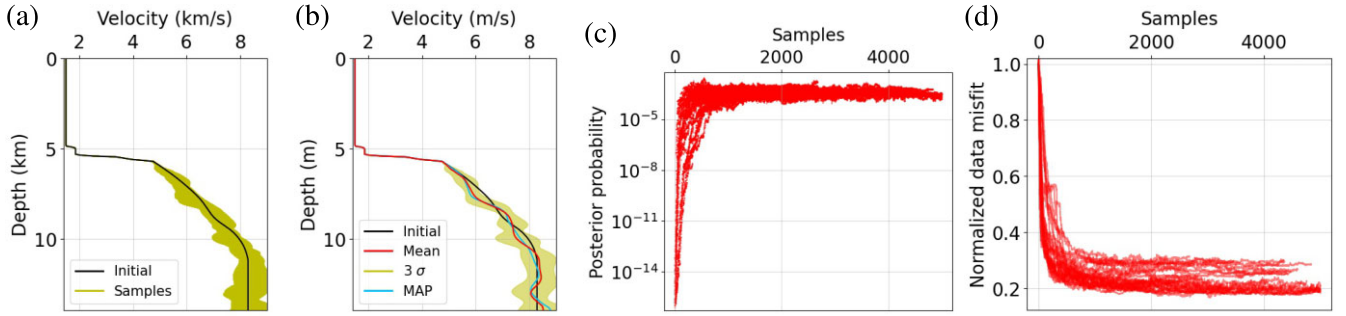 (a)
Velocity (km/s)
2 4 6 8
0
5
10
Depth (km)
Initial
Samples
(b)
Velocity (m/s)
2 4 6 8
0
5
10
Depth (m)
Initial
Mean
3 σ
MAP
(c)
Samples
0 2000 4000
10⁻⁵
10⁻⁸
10⁻¹¹
10⁻¹⁴
Posterior probability
(d)
Samples
0 2000 4000
1.0
0.8
0.6
0.4
0.2
Normalized data misfit